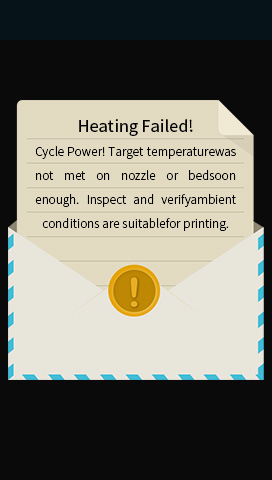 Heating Failed!
Cycle Power! Target temperaturewas
not met on nozzle or bedsoon
enough. Inspect and verifyambient
conditions are suitablefor printing.